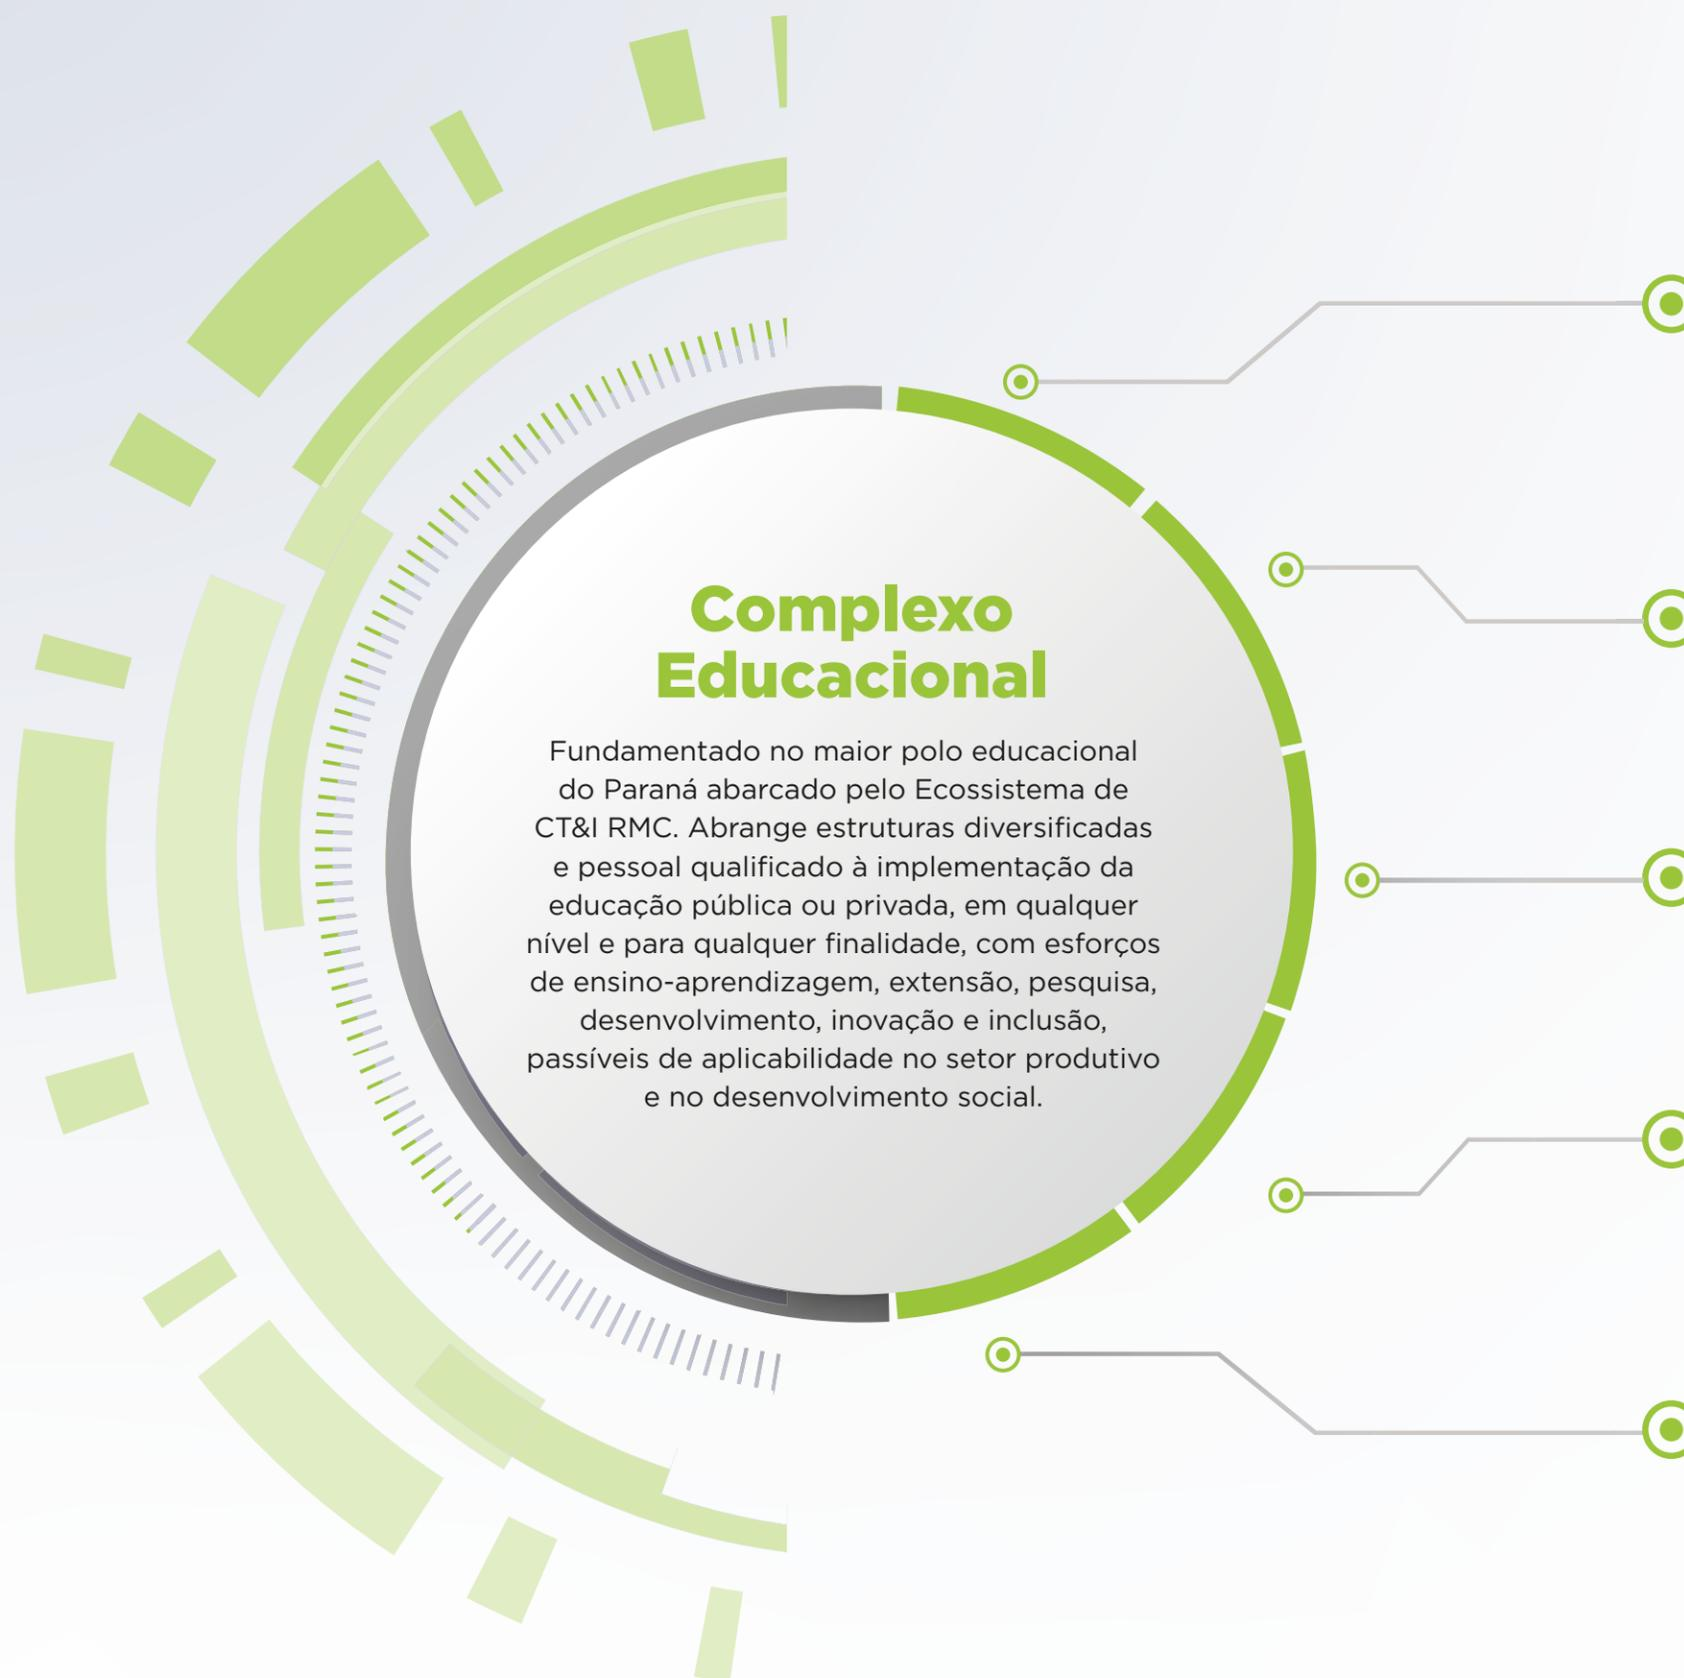 Complexo
Educacional
Fundamentado no maior polo educacional
do Paraná abarcado pelo Ecossistema de
CT&I RMC. Abrange estruturas diversificadas
e pessoal qualificado à implementação da
educação pública ou privada, em qualquer
nível e para qualquer finalidade, com esforços
de ensino-aprendizagem, extensão, pesquisa,
desenvolvimento, inovação e inclusão,
passíveis de aplicabilidade no setor produtivo
e no desenvolvimento social.